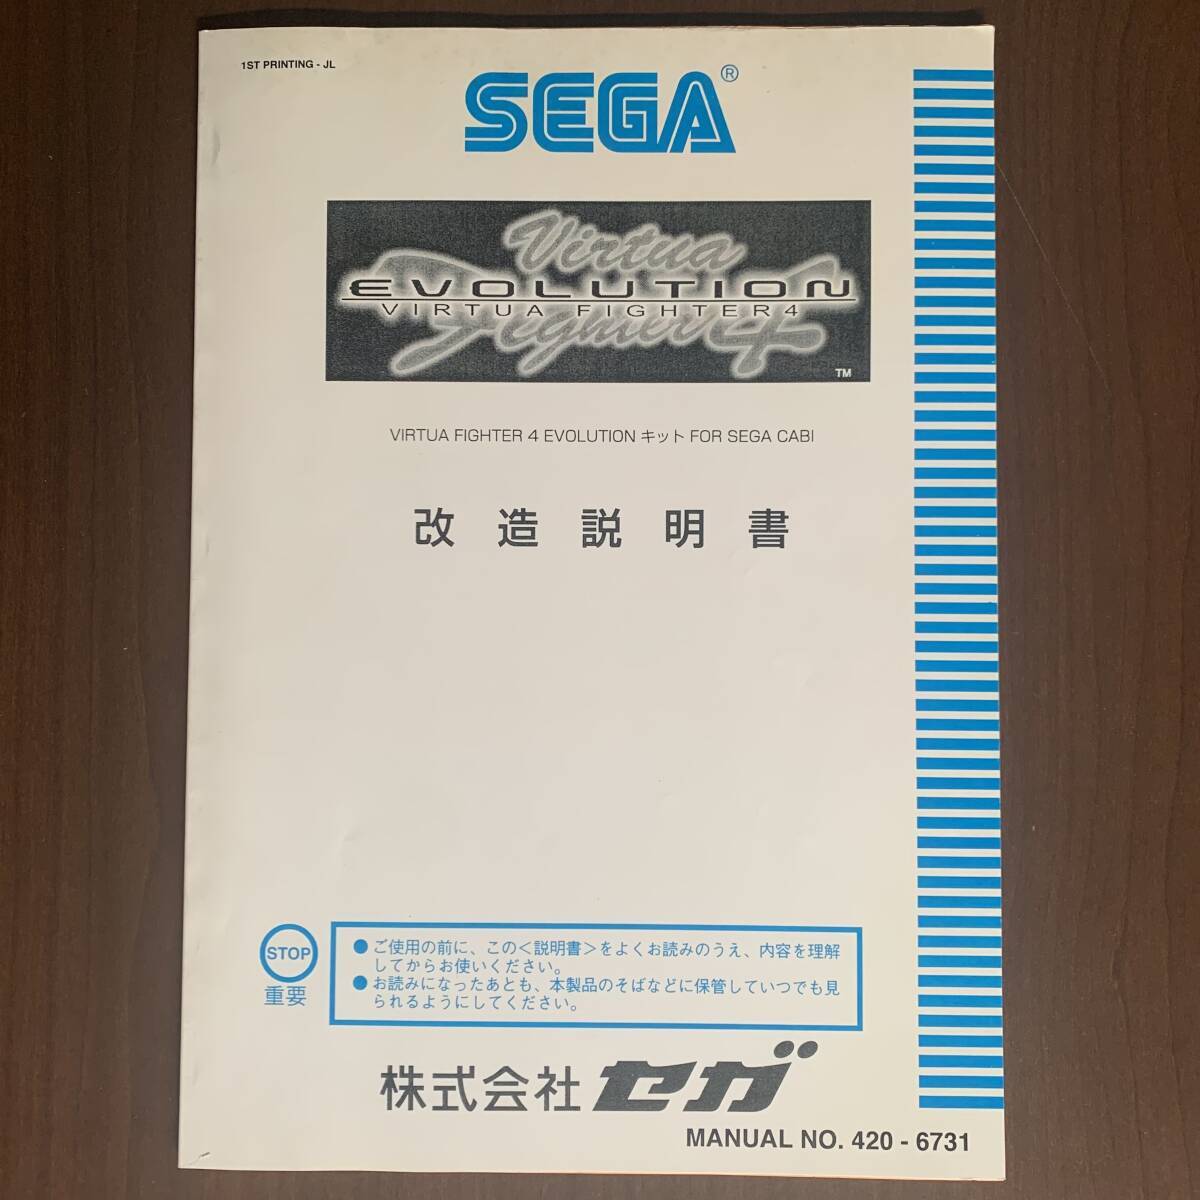 1ST PRINTING - JL
SEGA®
Virtua
EVOLUTION
VIRTUA FIGHTER 4
Fighter 4
TM
VIRTUA FIGHTER 4 EVOLUTION キット FOR SEGA CABI
改造説明書
STOP
重要
●ご使用の前に、この<説明書>をよくお読みのうえ、内容を理解
してからお使いください。
●お読みになったあとも、本製品のそばなどに保管していつでも見
られるようにしてください。
株式会社セガ
MANUAL NO. 420 - 6731